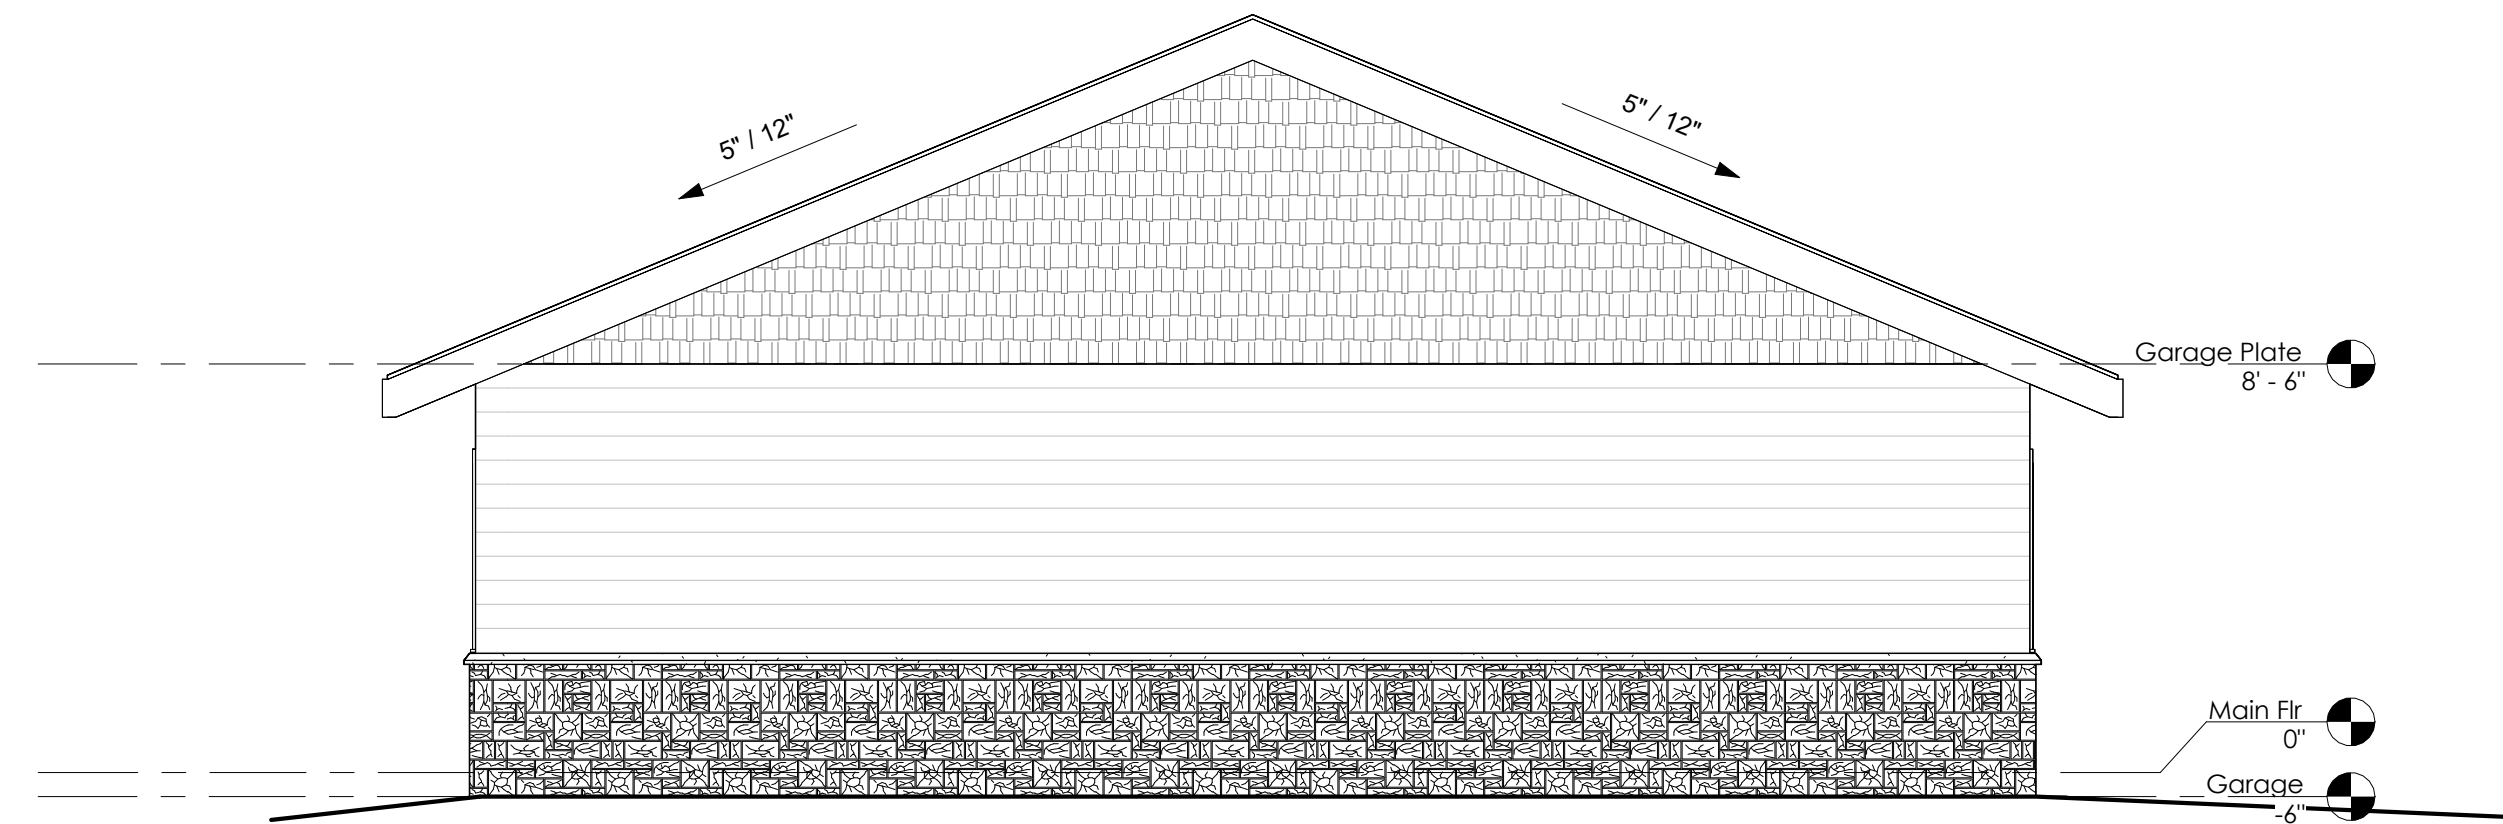 5" / 12"
5" / 12"
Garage Plate
8' - 6"
Main Flr
0"
Garage
-6"